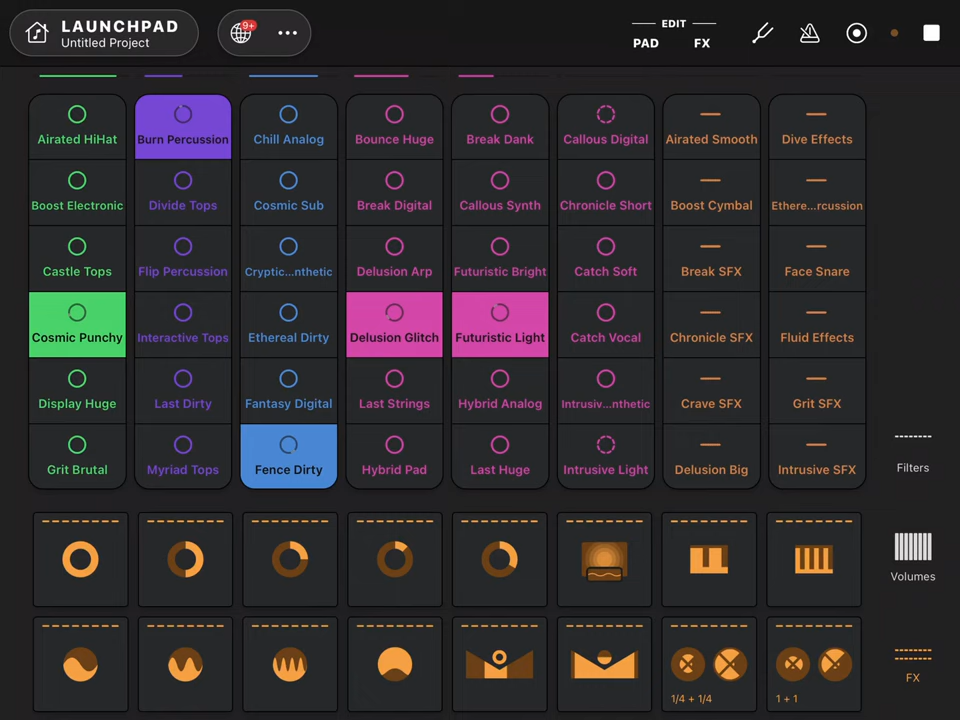 LAUNCHPAD
Untitled Project
9+
EDIT
PAD
FX
Airated HiHat
Burn Percussion
Chill Analog
Bounce Huge
Break Dank
Callous Digital
Airated Smooth
Dive Effects
Boost Electronic
Divide Tops
Cosmic Sub
Break Digital
Callous Synth
Chronicle Short
Boost Cymbal
Ethere...rcussion
Castle Tops
Flip Percussion
Cryptic...nthetic
Delusion Arp
Futuristic Bright
Catch Soft
Break SFX
Face Snare
Cosmic Punchy
Interactive Tops
Ethereal Dirty
Delusion Glitch
Futuristic Light
Catch Vocal
Chronicle SFX
Fluid Effects
Display Huge
Last Dirty
Fantasy Digital
Last Strings
Hybrid Analog
Intrusiv...nthetic
Crave SFX
Grit SFX
Grit Brutal
Myriad Tops
Fence Dirty
Hybrid Pad
Last Huge
Intrusive Light
Delusion Big
Intrusive SFX
Filters
Volumes
1/4 + 1/4
1 + 1
FX